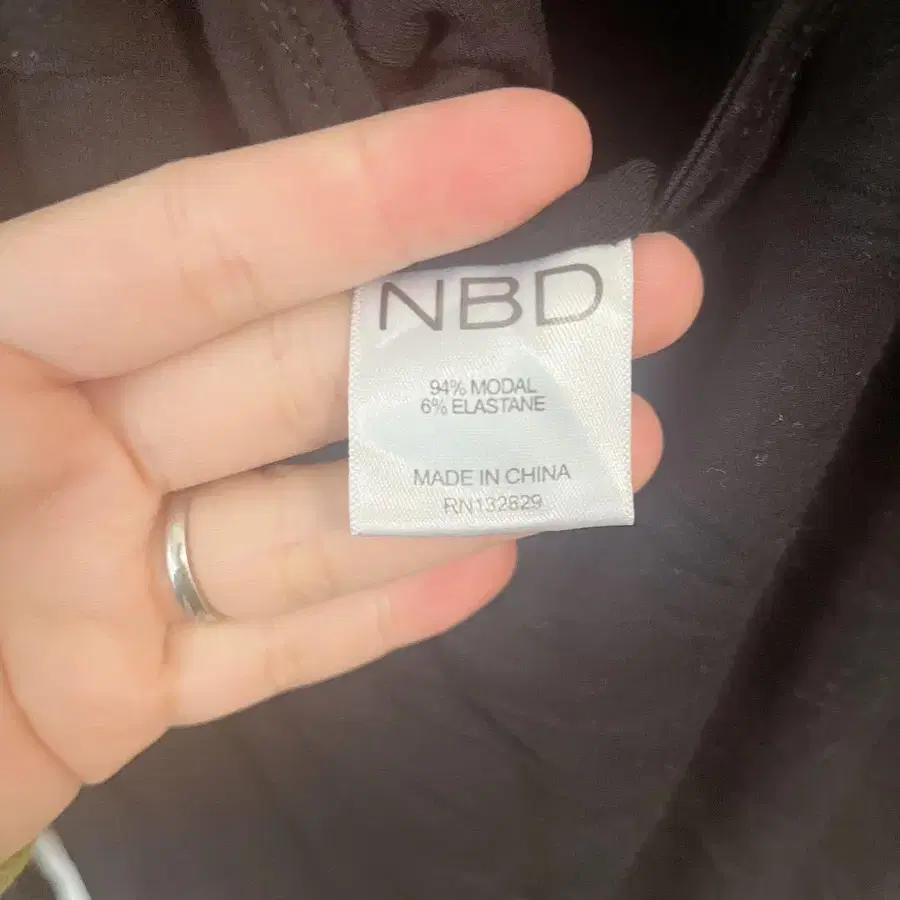 NBD
94% MODAL
6% ELASTANE
MADE IN CHINA
RN132829